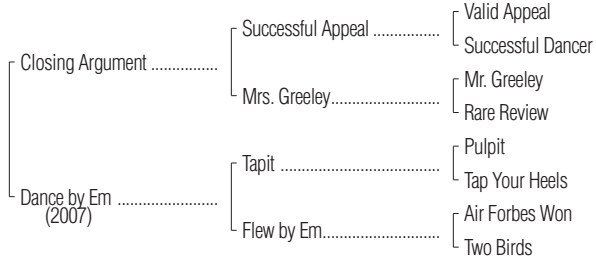 Valid Appeal
Successful Appeal ................
Successful Dancer
Closing Argument ................
Mr. Greeley
Mrs. Greeley..........................
Rare Review
Pulpit
Tapit ......................................
Tap Your Heels
Dance by Em ........................
(2007)
Air Forbes Won
Flew by Em............................
Two Birds